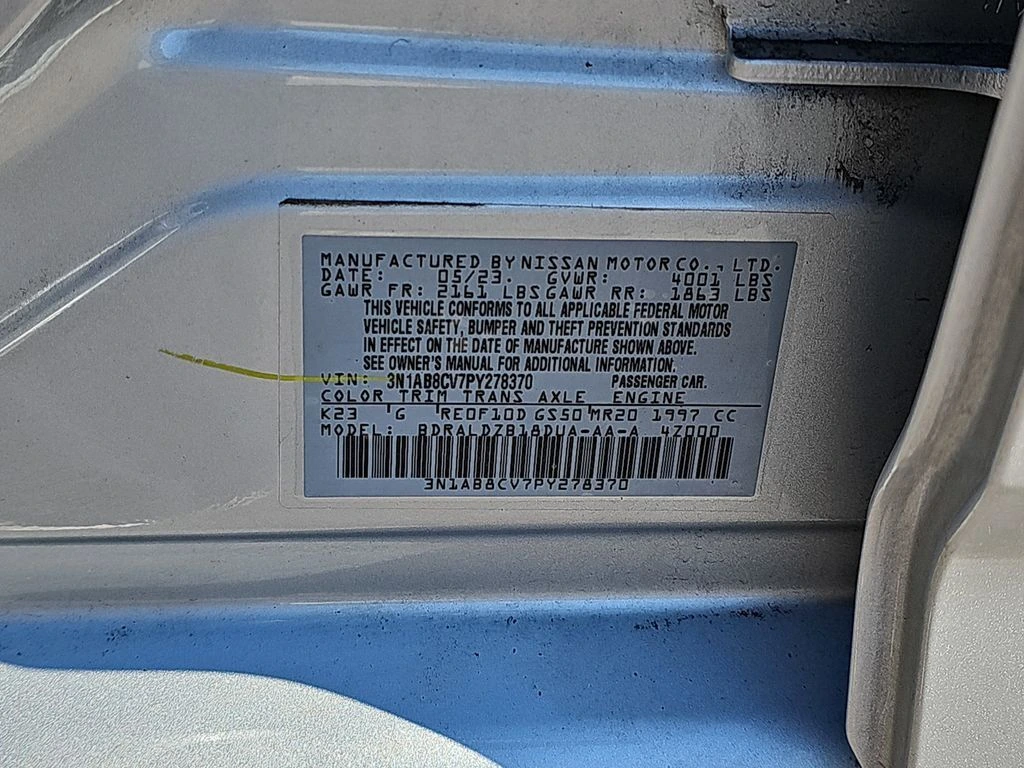 MANUFACTURED BY NISSAN MOTOR CO., LTD.
DATE: 05/23. GVWR: 4001 LBS
GAWR FR: 2161 LBS GAWR RR: 1863 LBS
THIS VEHICLE CONFORMS TO ALL APPLICABLE FEDERAL MOTOR
VEHICLE SAFETY, BUMPER AND THEFT PREVENTION STANDARDS
IN EFFECT ON THE DATE OF MANUFACTURE SHOWN ABOVE.
SEE OWNER'S MANUAL FOR ADDITIONAL INFORMATION.
VIN: 3N1AB8CV7PY278370 PASSENGER CAR.
COLOR TRIM TRANS AXLE ENGINE
K23 'G 'RE0F10D GS50'MR20 1997 CC
MODEL: BDRALDZB18DUA-AA-A 4Z000
3N1AB8CV7PY278370